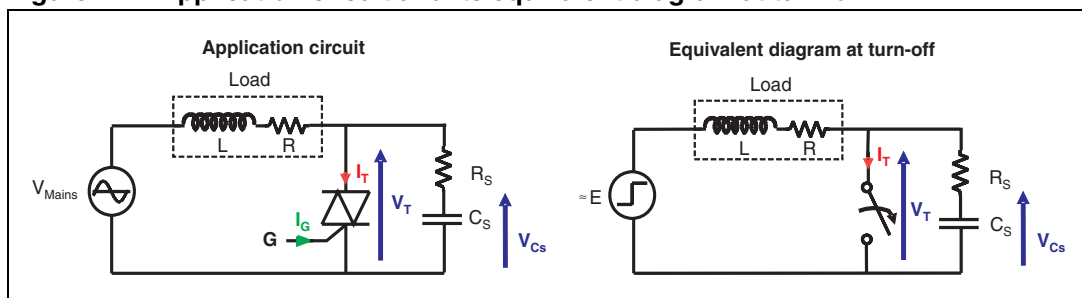 Application circuit
Load
L
R
V_Mains
I_T
V_T
I_G
G
R_S
C_S
V_Cs
Equivalent diagram at turn-off
Load
L
R
≈E
I_T
V_T
R_S
C_S
V_Cs